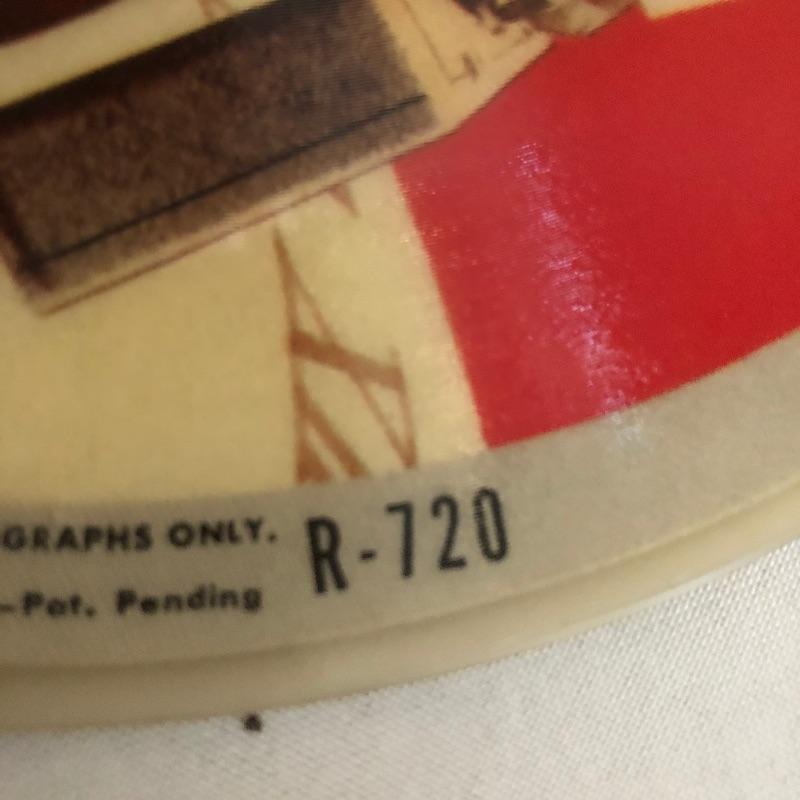 GRAPHS ONLY.
—Pat. Pending
R-720